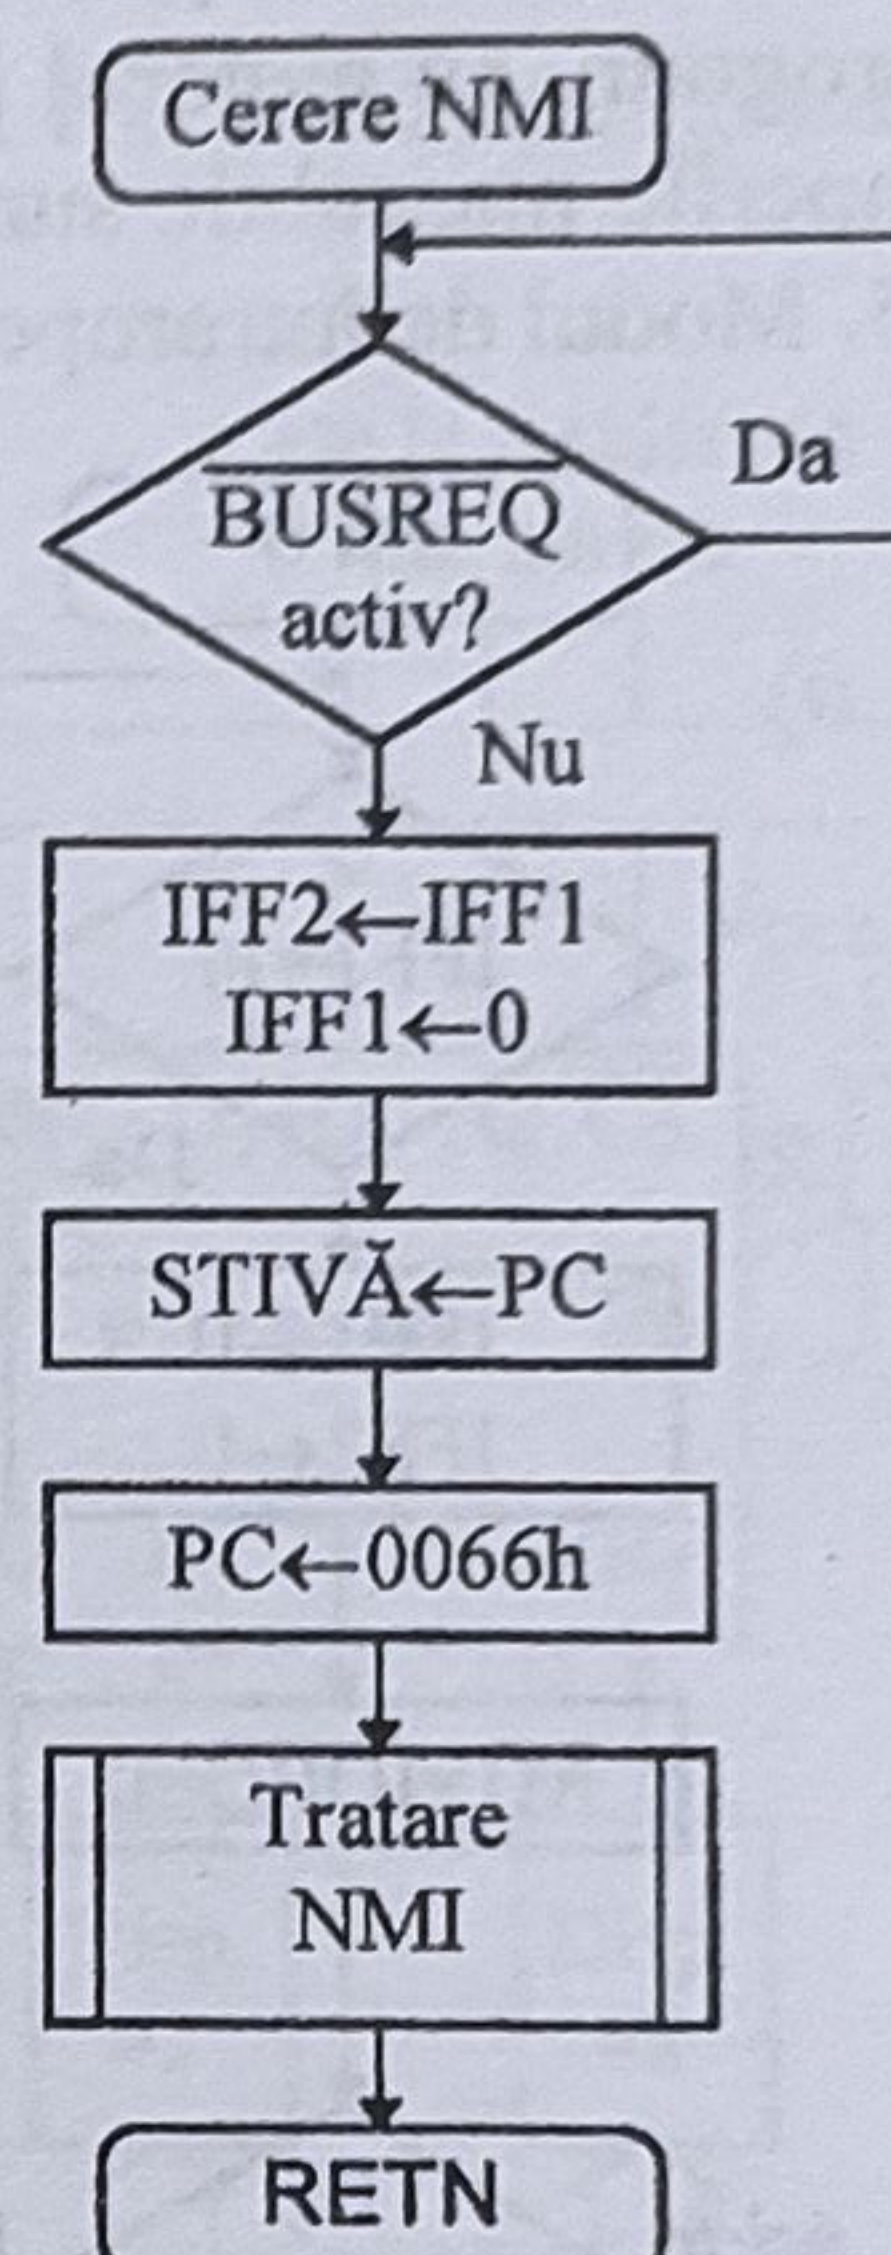 Cerere NMI
Da
BUSREQ
activ?
Nu
IFF2←IFF1
IFF1←0
STIVĂ←PC
PC←0066h
Tratare
NMI
RETN